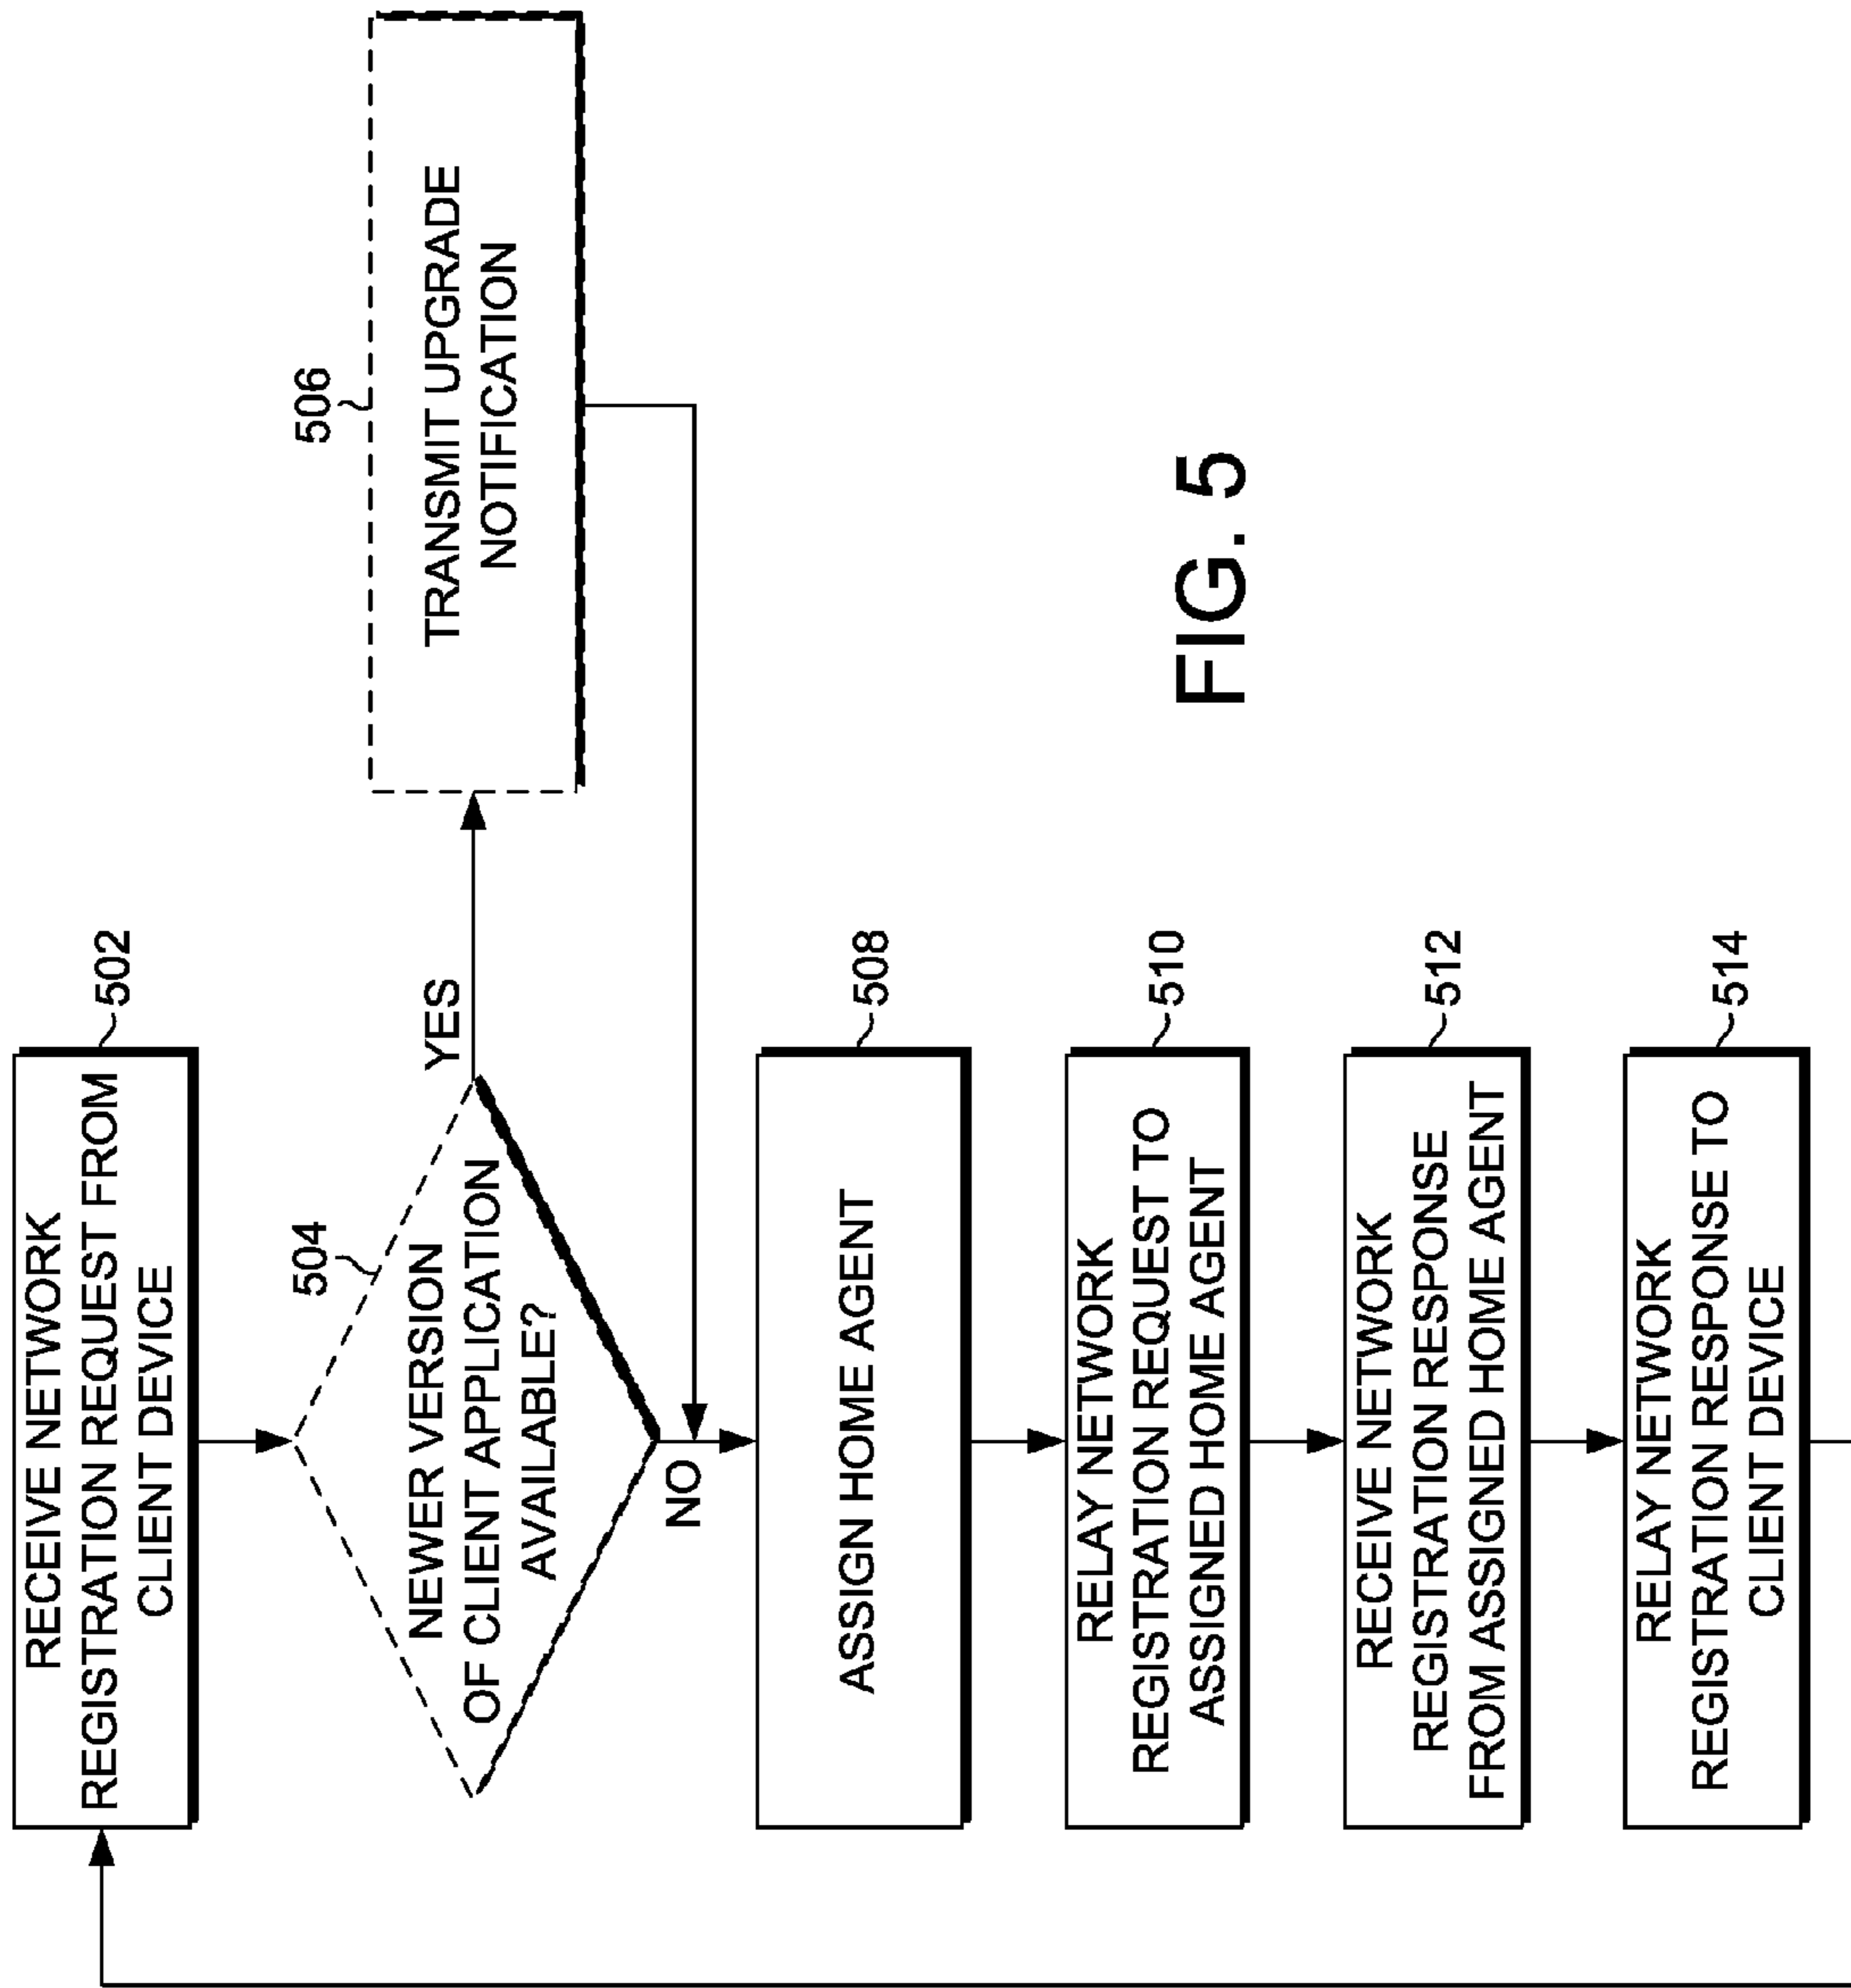 RECEIVE NETWORK
REGISTRATION REQUEST FROM
CLIENT DEVICE
502
504
NEWER VERSION
OF CLIENT APPLICATION
AVAILABLE?
YES
NO
506
TRANSMIT UPGRADE
NOTIFICATION
ASSIGN HOME AGENT
508
RELAY NETWORK
REGISTRATION REQUEST TO
ASSIGNED HOME AGENT
510
RECEIVE NETWORK
REGISTRATION RESPONSE
FROM ASSIGNED HOME AGENT
512
RELAY NETWORK
REGISTRATION RESPONSE TO
CLIENT DEVICE
514
FIG. 5